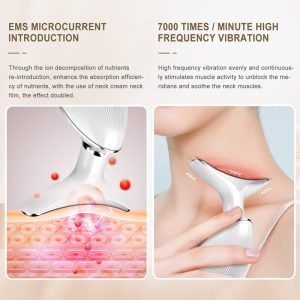 EMS MICROCURRENT
INTRODUCTION
Through the ion decomposition of nutrients
re-introduction, enhance the absorption efficien-
cy of nutrients, with the use of neck cream neck
film, the effect doubled.
7000 TIMES / MINUTE HIGH
FREQUENCY VIBRATION
High frequency vibration evenly and continuous-
ly stimulates muscle activity to unblock the me-
ridians and soothe the neck muscles.